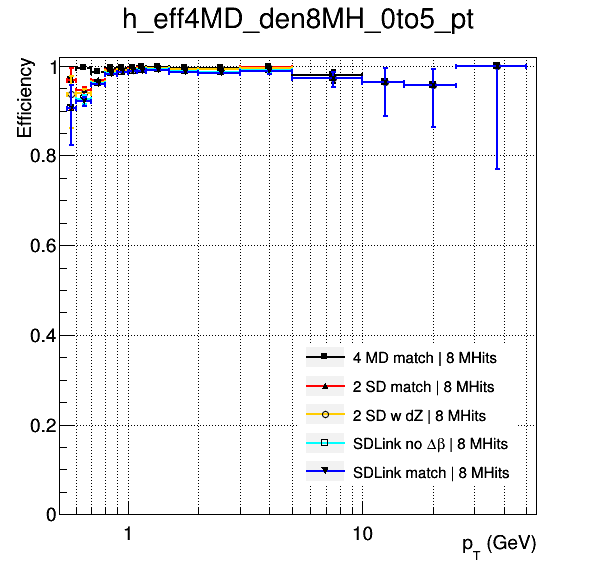 h_eff4MD_den8MH_0to5_pt
Efficiency
1
0.8
0.6
0.4
0.2
0
4 MD match | 8 MHits
2 SD match | 8 MHits
2 SD w dZ | 8 MHits
SDLink no Δβ | 8 MHits
SDLink match | 8 MHits
1
10
p_T (GeV)